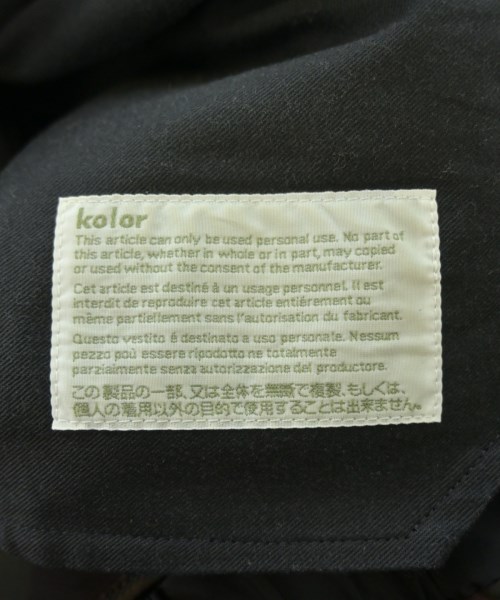 kolor
This article can only be used personal use. No part of
this article, whether in whole or in part, may copied
or used without the consent of the manufacturer.
Cet article est destiné à un usage personnel. Il est
interdit de reproduire cet article entiérement ou
même partiellement sans l'autorisation du fabricant.
Questo vestito é destinato a uso personale. Nessum
pezzo poù essere ripodotto ne totalmente
parzialmente senza autorizzazione del productore.
この製品の一部、又は全体を無断で複製、もしくは、
個人の着用以外の目的で使用することは出来ません。